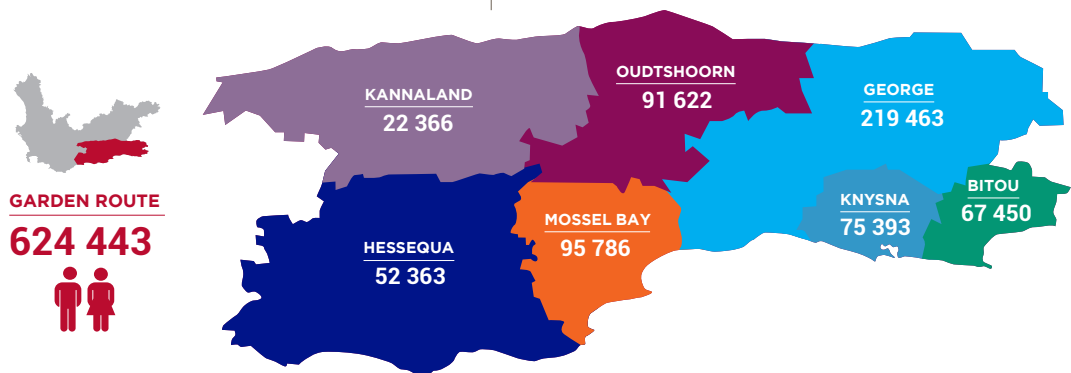 GARDEN ROUTE
624 443
KANNALAND
22 366
OUDTSHOORN
91 622
GEORGE
219 463
HESSEQUA
52 363
MOSSEL BAY
95 786
KNYSNA
75 393
BITOU
67 450